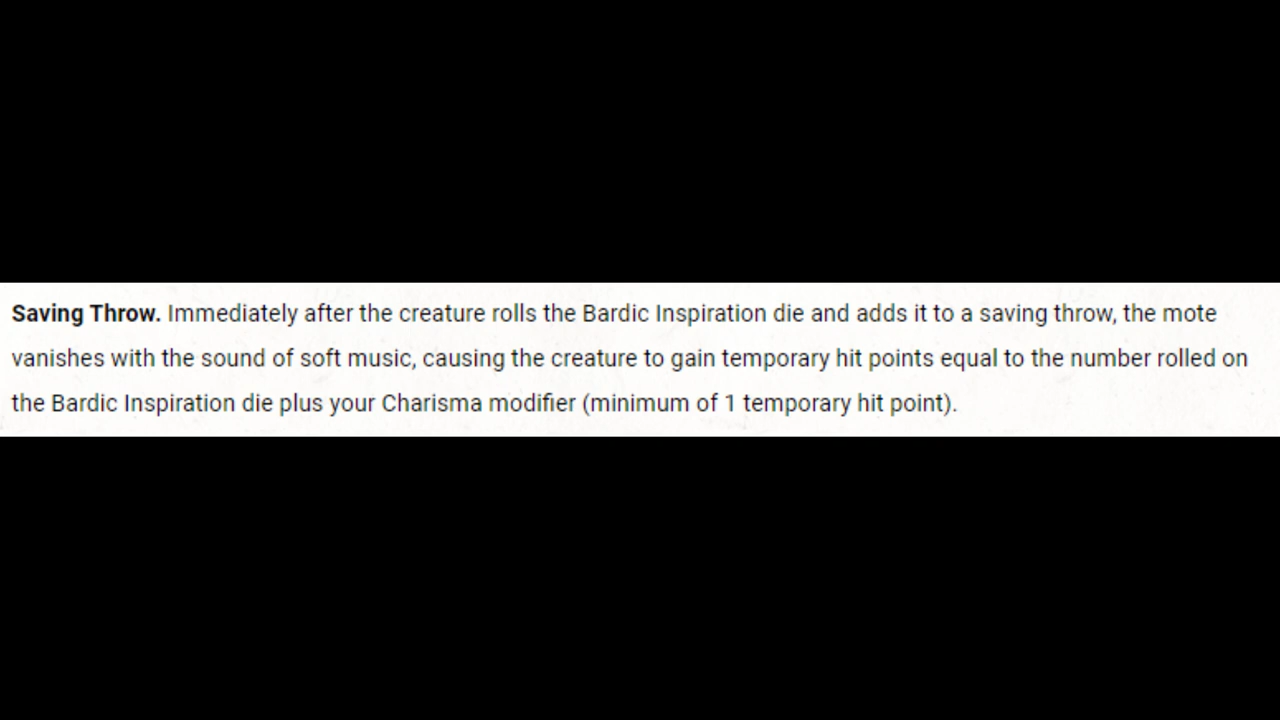 Saving Throw. Immediately after the creature rolls the Bardic Inspiration die and adds it to a saving throw, the mote
vanishes with the sound of soft music, causing the creature to gain temporary hit points equal to the number rolled on
the Bardic Inspiration die plus your Charisma modifier (minimum of 1 temporary hit point).